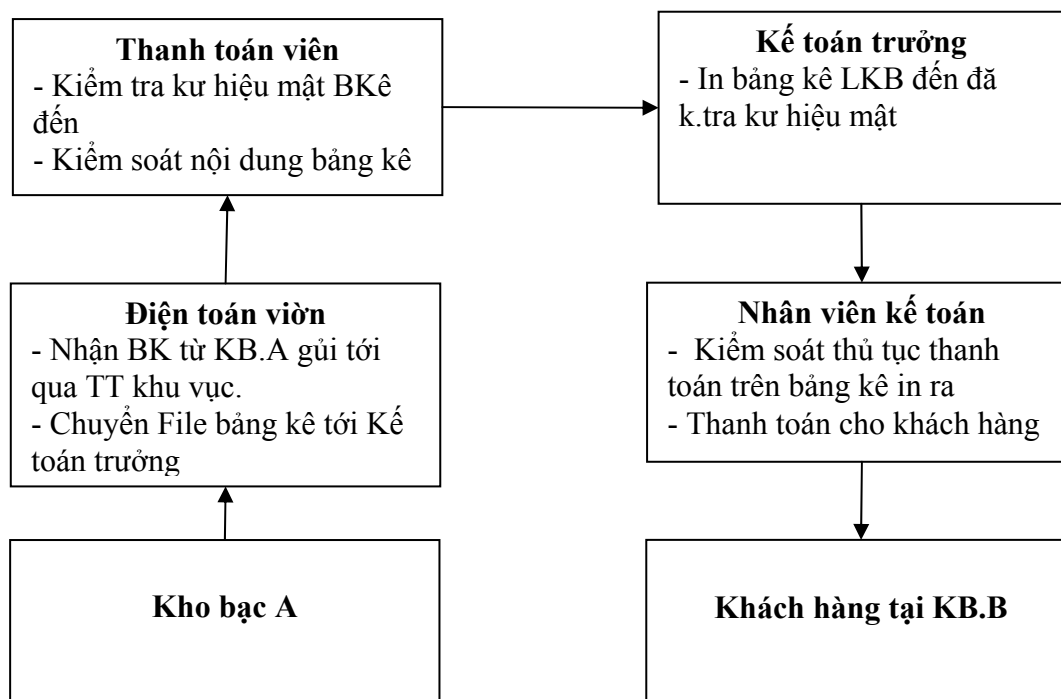 Thanh toán viên
- Kiểm tra kư hiệu mật BKê
đến
- Kiểm soát nội dung bảng kê
Kế toán trưởng
- In bảng kê LKB đến đă
k.tra kư hiệu mật
Điện toán viờn
- Nhận BK từ KB.A gủi tới
qua TT khu vục.
- Chuyển File bảng kê tới Kế
toán trưởng
Nhân viên kế toán
- Kiểm soát thủ tục thanh
toán trên bảng kê in ra
- Thanh toán cho khách hàng
Kho bạc A
Khách hàng tại KB.B